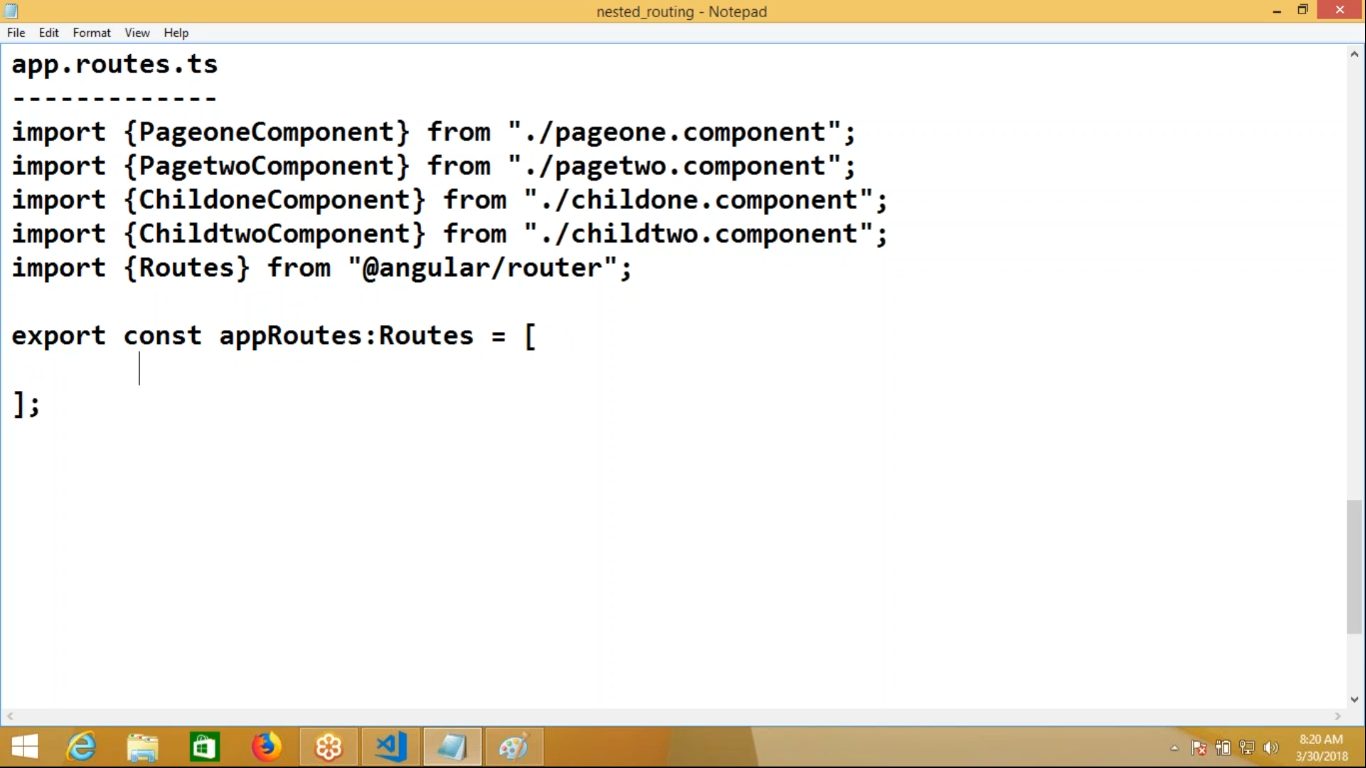 nested_routing - Notepad
File Edit Format View Help
app.routes.ts
-------------
import {PageoneComponent} from "./pageone.component";
import {PagetwoComponent} from "./pagetwo.component";
import {ChildoneComponent} from "./childone.component";
import {ChildtwoComponent} from "./childtwo.component";
import {Routes} from "@angular/router";
export const appRoutes:Routes = [
];
8:20 AM
3/30/2018